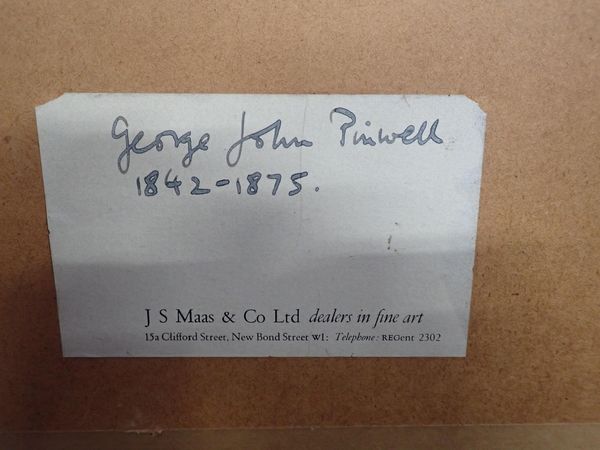 George John Pinwell
1842-1875.
J S Maas & Co Ltd dealers in fine art
15a Clifford Street, New Bond Street W1: Telephone: REGent 2302